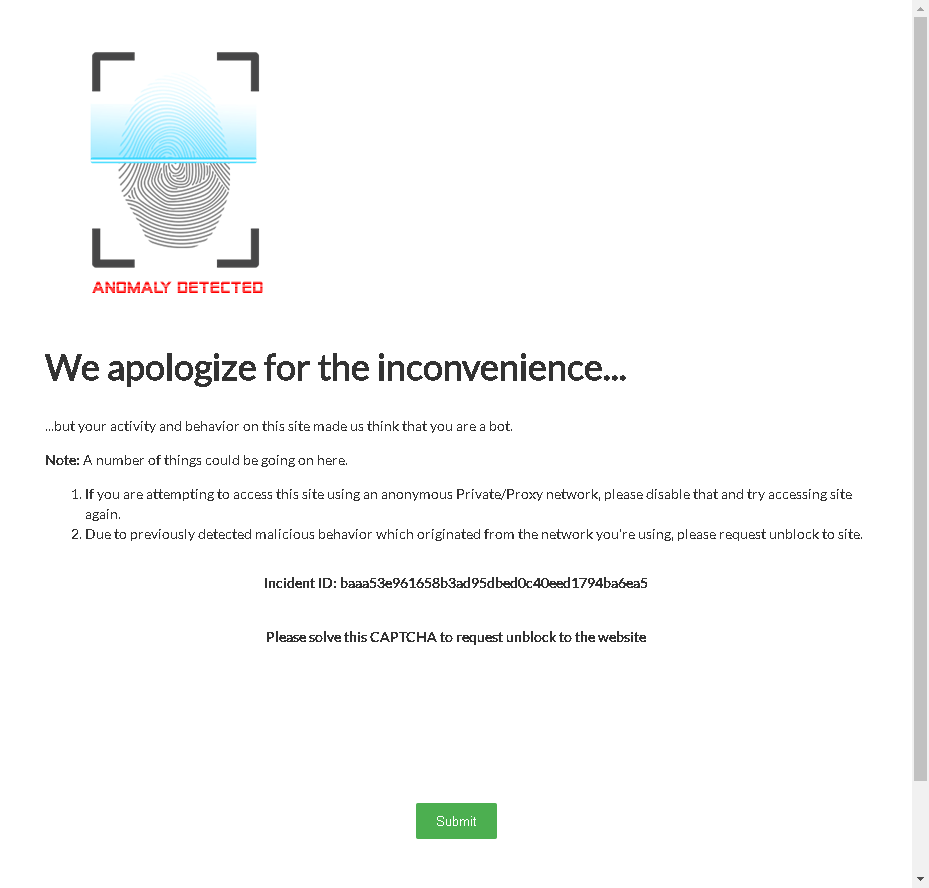 ANOMALY DETECTED
We apologize for the inconvenience...
...but your activity and behavior on this site made us think that you are a bot.
Note: A number of things could be going on here.
1. If you are attempting to access this site using an anonymous Private/Proxy network, please disable that and try accessing site
again.
2. Due to previously detected malicious behavior which originated from the network you're using, please request unblock to site.
Incident ID: baaa53e961658b3ad95dbed0c40eed1794ba6ea5
Please solve this CAPTCHA to request unblock to the website
Submit